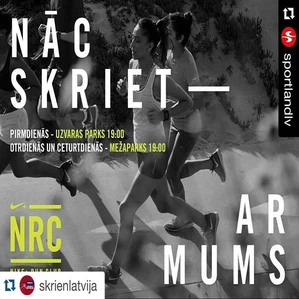 NĀC
SKRIET—
PIRMDIENĀS - UZVARAS PARKS 19:00
OTRDIENĀS UN CETURTDIENĀS - MEŽAPARKS 19:00
NRC
NIKE+ RUN CLUB
AR
MUMS
sportlandlv
skrienlatvija